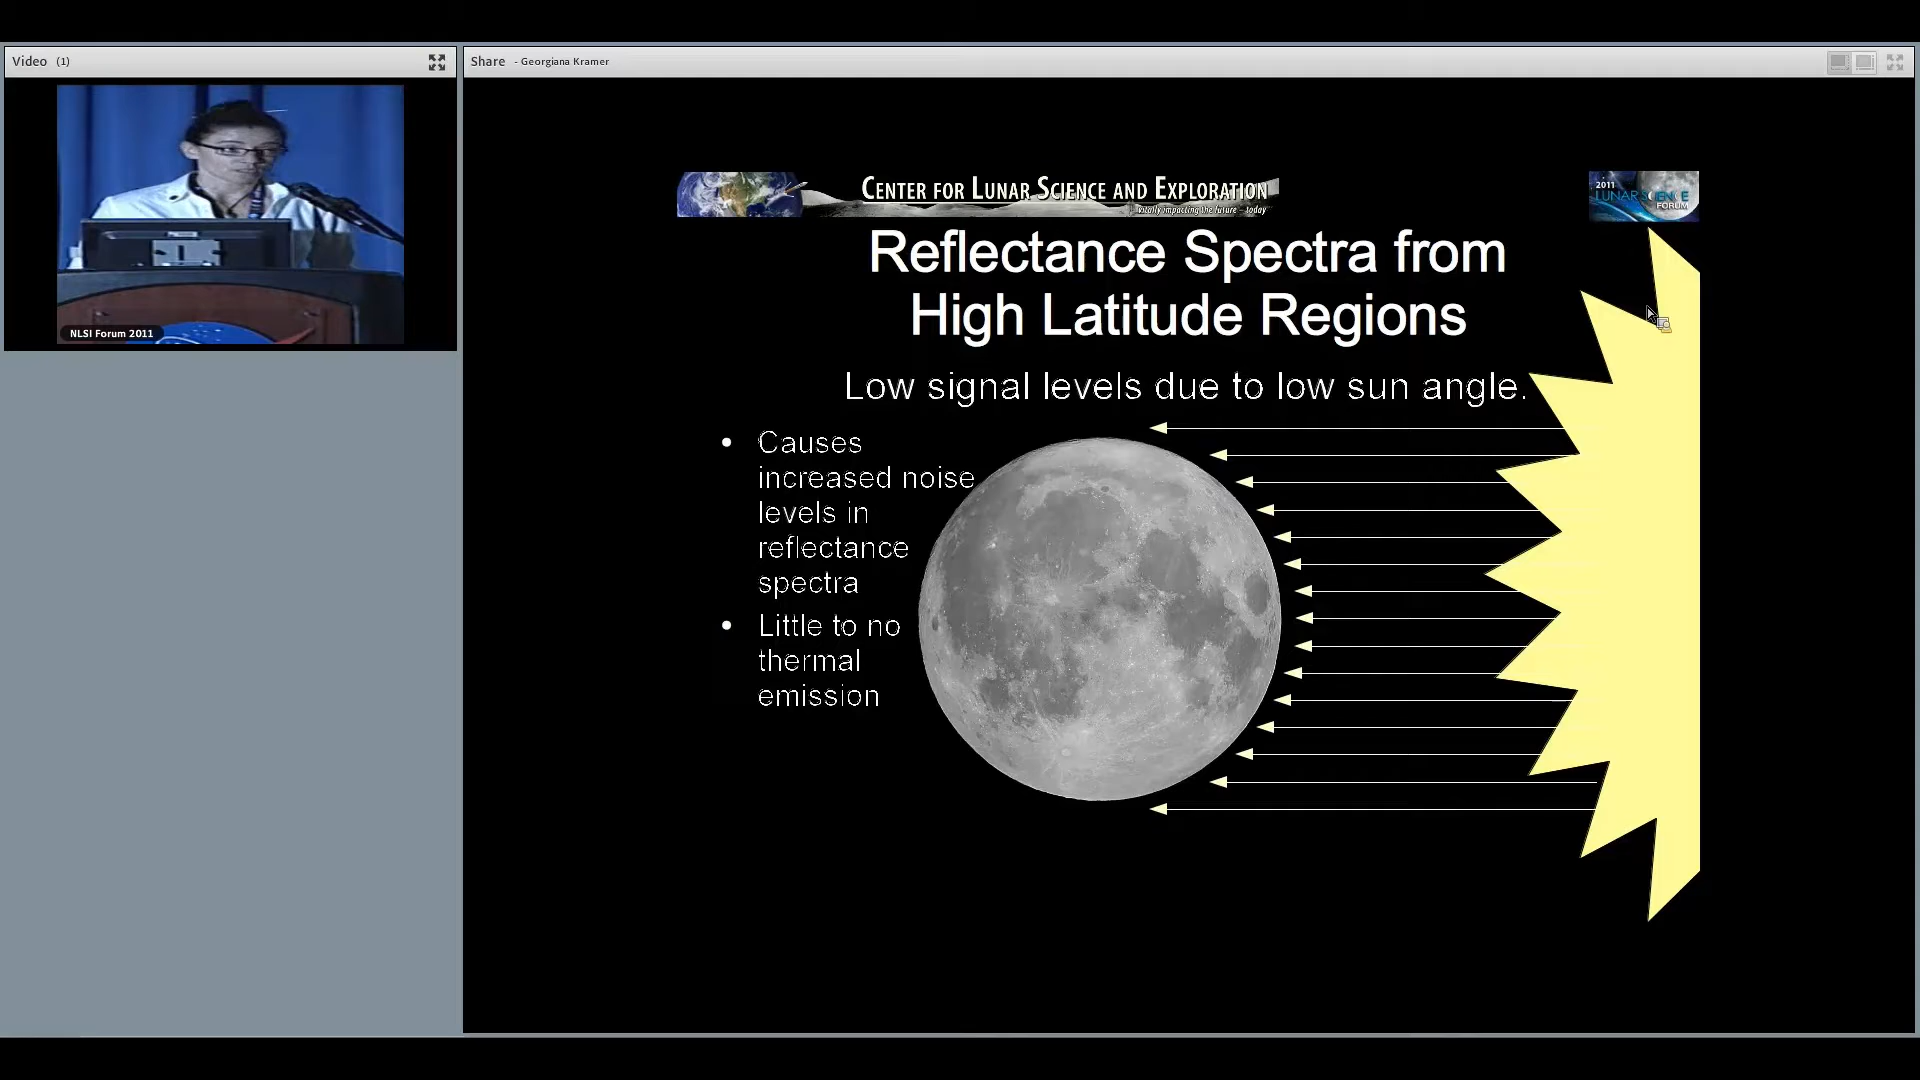 Video (1)
Share - Georgiana Kramer
NLSI Forum 2011
CENTER FOR LUNAR SCIENCE AND EXPLORATION
vitally impacting the future – today
2011
LUNAR SCIENCE
FORUM
Reflectance Spectra from
High Latitude Regions
Low signal levels due to low sun angle.
• Causes
increased noise
levels in
reflectance
spectra
• Little to no
thermal
emission